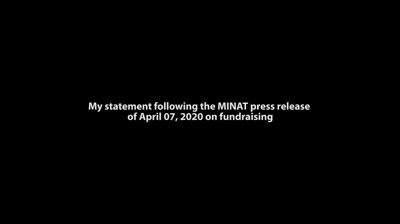 My statement following the MINAT press release
of April 07, 2020 on fundraising